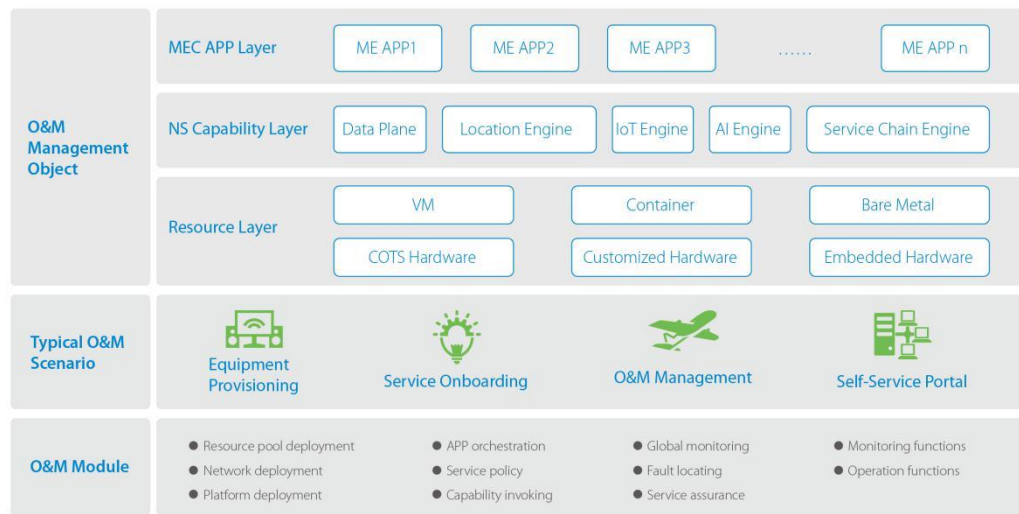 O&M
Management
Object
MEC APP Layer
ME APP1
ME APP2
ME APP3
......
ME APP n
NS Capability Layer
Data Plane
Location Engine
IoT Engine
AI Engine
Service Chain Engine
Resource Layer
VM
Container
Bare Metal
COTS Hardware
Customized Hardware
Embedded Hardware
Typical O&M
Scenario
Equipment
Provisioning
Service Onboarding
O&M Management
Self-Service Portal
O&M Module
● Resource pool deployment
● Network deployment
● Platform deployment
● APP orchestration
● Service policy
● Capability invoking
● Global monitoring
● Fault locating
● Service assurance
● Monitoring functions
● Operation functions